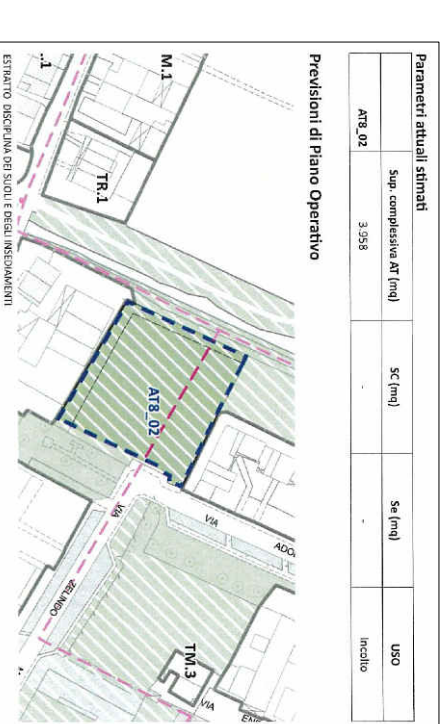 Parametri attuali stimati
Sup. complessiva AT (mq) SC (mq) Se (mq) USO
AT8_02 3.958 - - Incolto
Previsioni di Piano Operativo
M.1
TR.1
..1
AT8_02
VIA
ADO
VIA
ZELINDO
TM.3
VIA
ESTRATTO DISCIPLINA DEI SUOLI E DEGLI INSEDIAMENTI